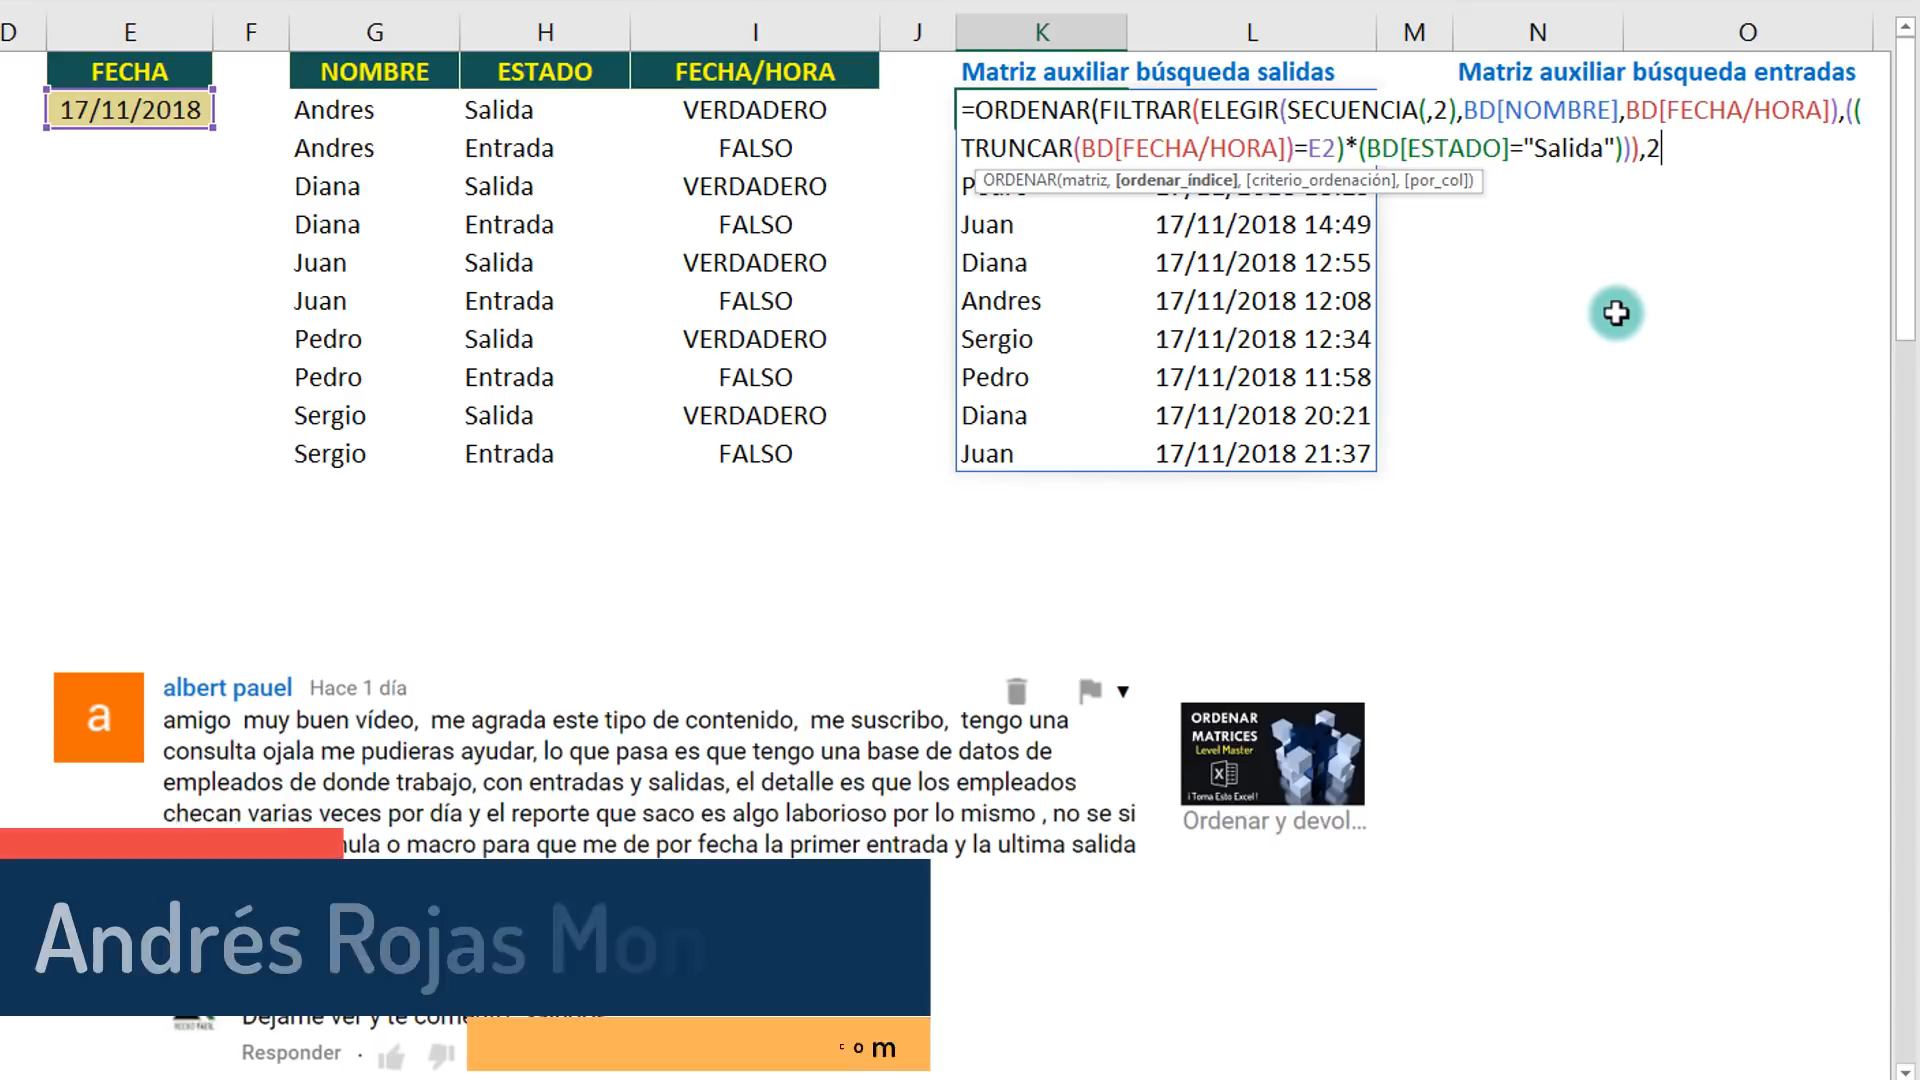 D E F G H I J K L M N O
FECHA NOMBRE ESTADO FECHA/HORA Matriz auxiliar búsqueda salidas Matriz auxiliar búsqueda entradas
17/11/2018 Andres Salida VERDADERO =ORDENAR(FILTRAR(ELEGIR(SECUENCIA(,2),BD[NOMBRE],BD[FECHA/HORA]),((
Andres Entrada FALSO TRUNCAR(BD[FECHA/HORA])=E2)*(BD[ESTADO]="Salida"))),2
ORDENAR(matriz, [ordenar_índice], [criterio_ordenación], [por_col])
Diana Salida VERDADERO
Diana Entrada FALSO Juan 17/11/2018 14:49
Juan Salida VERDADERO Diana 17/11/2018 12:55
Juan Entrada FALSO Andres 17/11/2018 12:08
Pedro Salida VERDADERO Sergio 17/11/2018 12:34
Pedro Entrada FALSO Pedro 17/11/2018 11:58
Sergio Salida VERDADERO Diana 17/11/2018 20:21
Sergio Entrada FALSO Juan 17/11/2018 21:37
a
albert pauel Hace 1 día
amigo muy buen vídeo, me agrada este tipo de contenido, me suscribo, tengo una
consulta ojala me pudieras ayudar, lo que pasa es que tengo una base de datos de
empleados de donde trabajo, con entradas y salidas, el detalle es que los empleados
checan varias veces por día y el reporte que saco es algo laborioso por lo mismo , no se si
o macro para que me de por fecha la primer entrada y la ultima salida
ORDENAR
MATRICES
Level Master
¡Toma Esto Excel!
Ordenar y devol...
Andrés Rojas Mon
Déjame ver y te
Responder ·
com